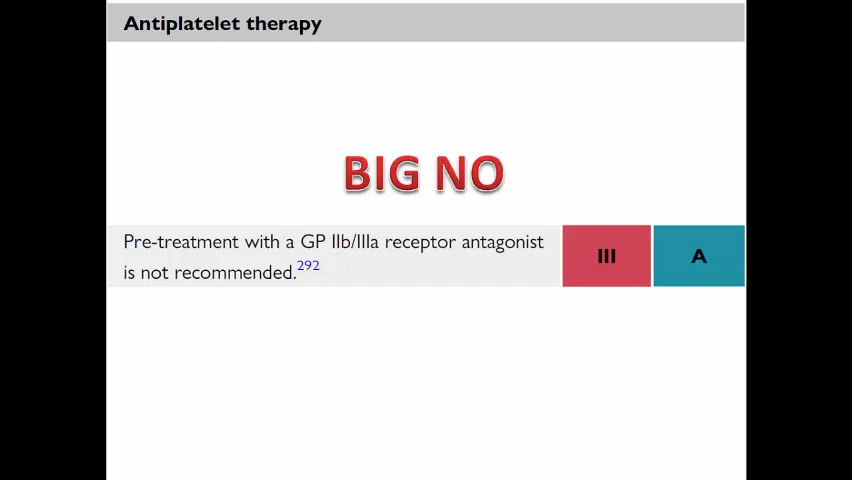 Antiplatelet therapy
BIG NO
Pre-treatment with a GP IIb/IIIa receptor antagonist
is not recommended.292
III
A